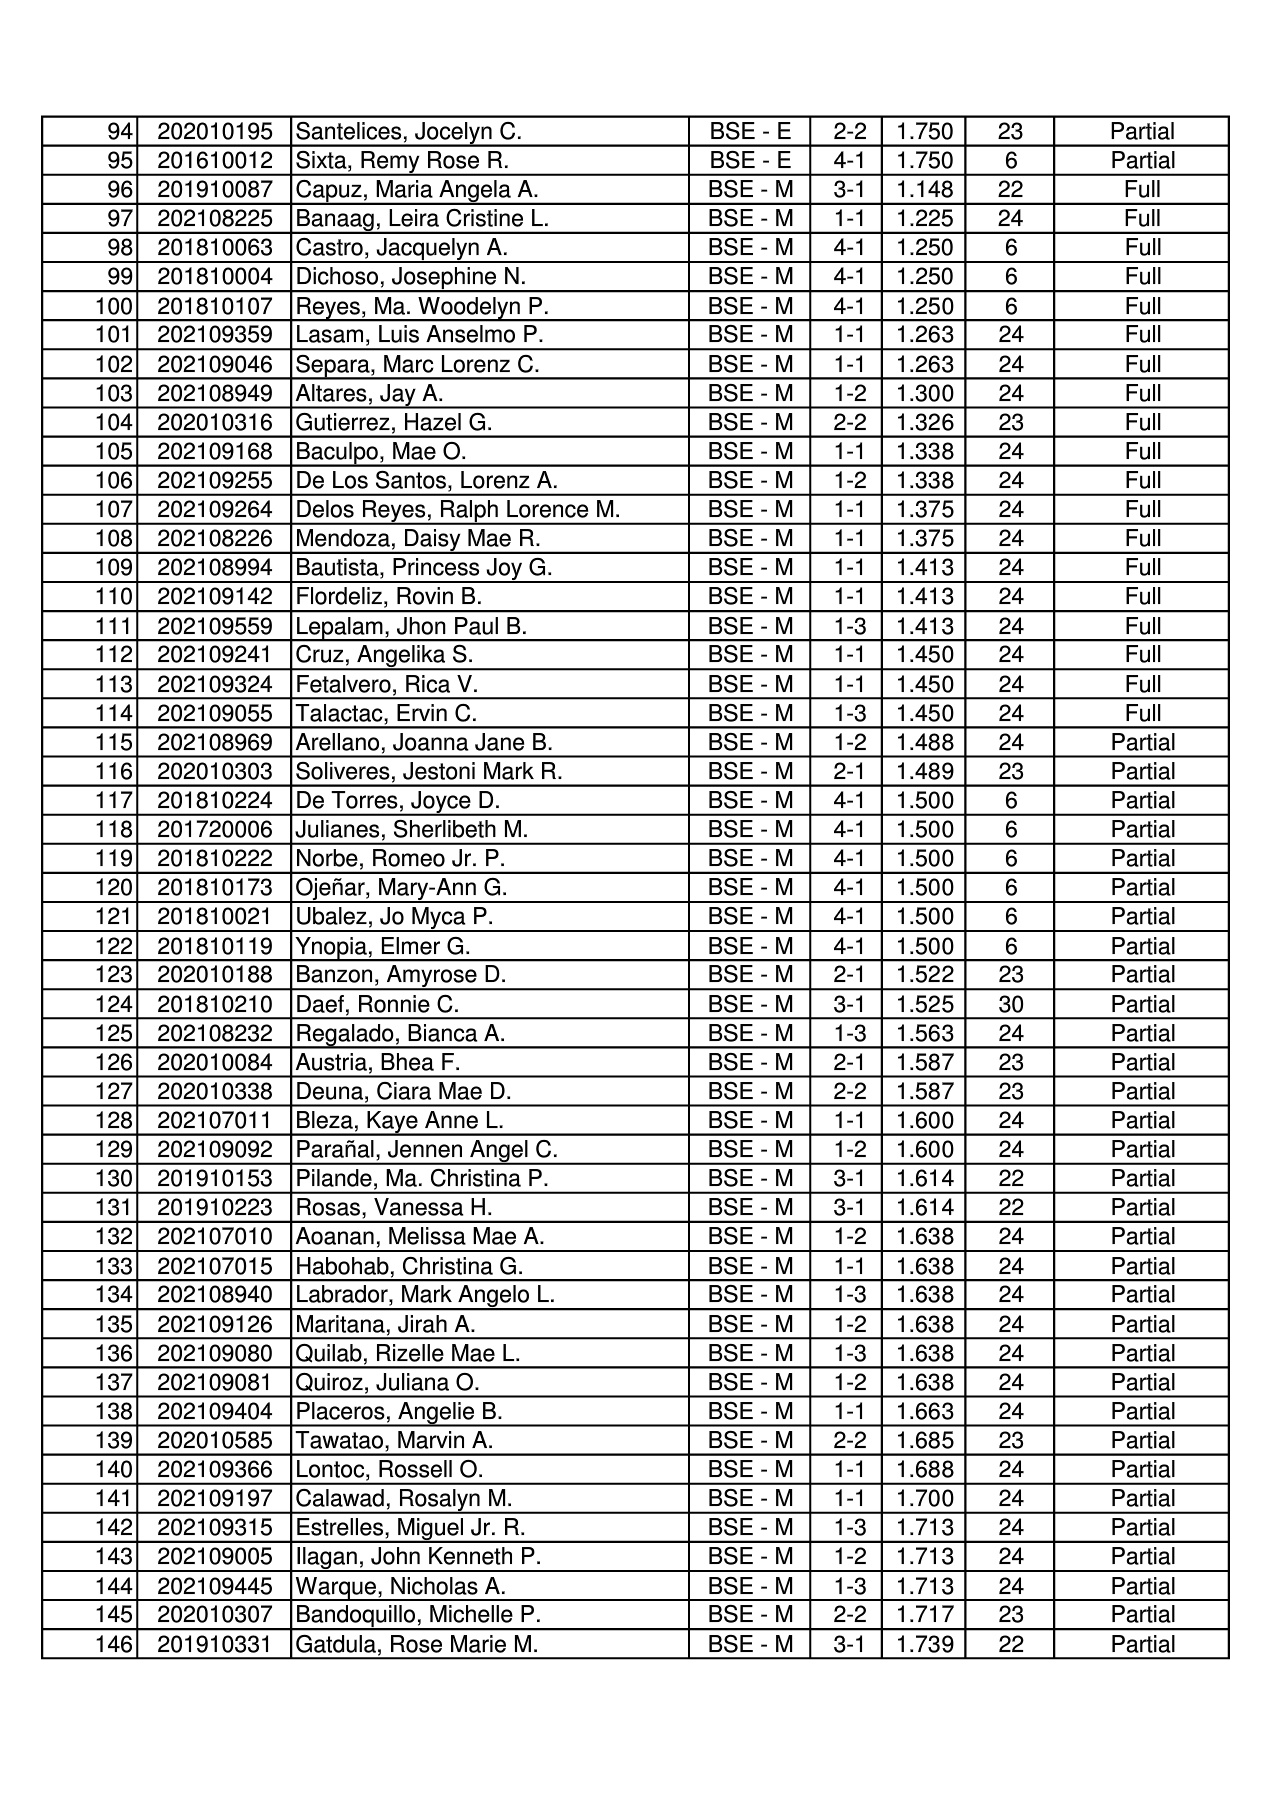 94 202010195 Santelices, Jocelyn C. BSE - E 2-2 1.750 23 Partial
95 201610012 Sixta, Remy Rose R. BSE - E 4-1 1.750 6 Partial
96 201910087 Capuz, Maria Angela A. BSE - M 3-1 1.148 22 Full
97 202108225 Banaag, Leira Cristine L. BSE - M 1-1 1.225 24 Full
98 201810063 Castro, Jacquelyn A. BSE - M 4-1 1.250 6 Full
99 201810004 Dichoso, Josephine N. BSE - M 4-1 1.250 6 Full
100 201810107 Reyes, Ma. Woodelyn P. BSE - M 4-1 1.250 6 Full
101 202109359 Lasam, Luis Anselmo P. BSE - M 1-1 1.263 24 Full
102 202109046 Separa, Marc Lorenz C. BSE - M 1-1 1.263 24 Full
103 202108949 Altares, Jay A. BSE - M 1-2 1.300 24 Full
104 202010316 Gutierrez, Hazel G. BSE - M 2-2 1.326 23 Full
105 202109168 Baculpo, Mae O. BSE - M 1-1 1.338 24 Full
106 202109255 De Los Santos, Lorenz A. BSE - M 1-2 1.338 24 Full
107 202109264 Delos Reyes, Ralph Lorence M. BSE - M 1-1 1.375 24 Full
108 202108226 Mendoza, Daisy Mae R. BSE - M 1-1 1.375 24 Full
109 202108994 Bautista, Princess Joy G. BSE - M 1-1 1.413 24 Full
110 202109142 Flordeliz, Rovin B. BSE - M 1-1 1.413 24 Full
111 202109559 Lepalam, Jhon Paul B. BSE - M 1-3 1.413 24 Full
112 202109241 Cruz, Angelika S. BSE - M 1-1 1.450 24 Full
113 202109324 Fetalvero, Rica V. BSE - M 1-1 1.450 24 Full
114 202109055 Talactac, Ervin C. BSE - M 1-3 1.450 24 Full
115 202108969 Arellano, Joanna Jane B. BSE - M 1-2 1.488 24 Partial
116 202010303 Soliveres, Jestoni Mark R. BSE - M 2-1 1.489 23 Partial
117 201810224 De Torres, Joyce D. BSE - M 4-1 1.500 6 Partial
118 201720006 Julianes, Sherlibeth M. BSE - M 4-1 1.500 6 Partial
119 201810222 Norbe, Romeo Jr. P. BSE - M 4-1 1.500 6 Partial
120 201810173 Ojeñar, Mary-Ann G. BSE - M 4-1 1.500 6 Partial
121 201810021 Ubalez, Jo Myca P. BSE - M 4-1 1.500 6 Partial
122 201810119 Ynopia, Elmer G. BSE - M 4-1 1.500 6 Partial
123 202010188 Banzon, Amyrose D. BSE - M 2-1 1.522 23 Partial
124 201810210 Daef, Ronnie C. BSE - M 3-1 1.525 30 Partial
125 202108232 Regalado, Bianca A. BSE - M 1-3 1.563 24 Partial
126 202010084 Austria, Bhea F. BSE - M 2-1 1.587 23 Partial
127 202010338 Deuna, Ciara Mae D. BSE - M 2-2 1.587 23 Partial
128 202107011 Bleza, Kaye Anne L. BSE - M 1-1 1.600 24 Partial
129 202109092 Parañal, Jennen Angel C. BSE - M 1-2 1.600 24 Partial
130 201910153 Pilande, Ma. Christina P. BSE - M 3-1 1.614 22 Partial
131 201910223 Rosas, Vanessa H. BSE - M 3-1 1.614 22 Partial
132 202107010 Aoanan, Melissa Mae A. BSE - M 1-2 1.638 24 Partial
133 202107015 Habohab, Christina G. BSE - M 1-1 1.638 24 Partial
134 202108940 Labrador, Mark Angelo L. BSE - M 1-3 1.638 24 Partial
135 202109126 Maritana, Jirah A. BSE - M 1-2 1.638 24 Partial
136 202109080 Quilab, Rizelle Mae L. BSE - M 1-3 1.638 24 Partial
137 202109081 Quiroz, Juliana O. BSE - M 1-2 1.638 24 Partial
138 202109404 Placeros, Angelie B. BSE - M 1-1 1.663 24 Partial
139 202010585 Tawatao, Marvin A. BSE - M 2-2 1.685 23 Partial
140 202109366 Lontoc, Rossell O. BSE - M 1-1 1.688 24 Partial
141 202109197 Calawad, Rosalyn M. BSE - M 1-1 1.700 24 Partial
142 202109315 Estrelles, Miguel Jr. R. BSE - M 1-3 1.713 24 Partial
143 202109005 Ilagan, John Kenneth P. BSE - M 1-2 1.713 24 Partial
144 202109445 Warque, Nicholas A. BSE - M 1-3 1.713 24 Partial
145 202010307 Bandoquillo, Michelle P. BSE - M 2-2 1.717 23 Partial
146 201910331 Gatdula, Rose Marie M. BSE - M 3-1 1.739 22 Partial